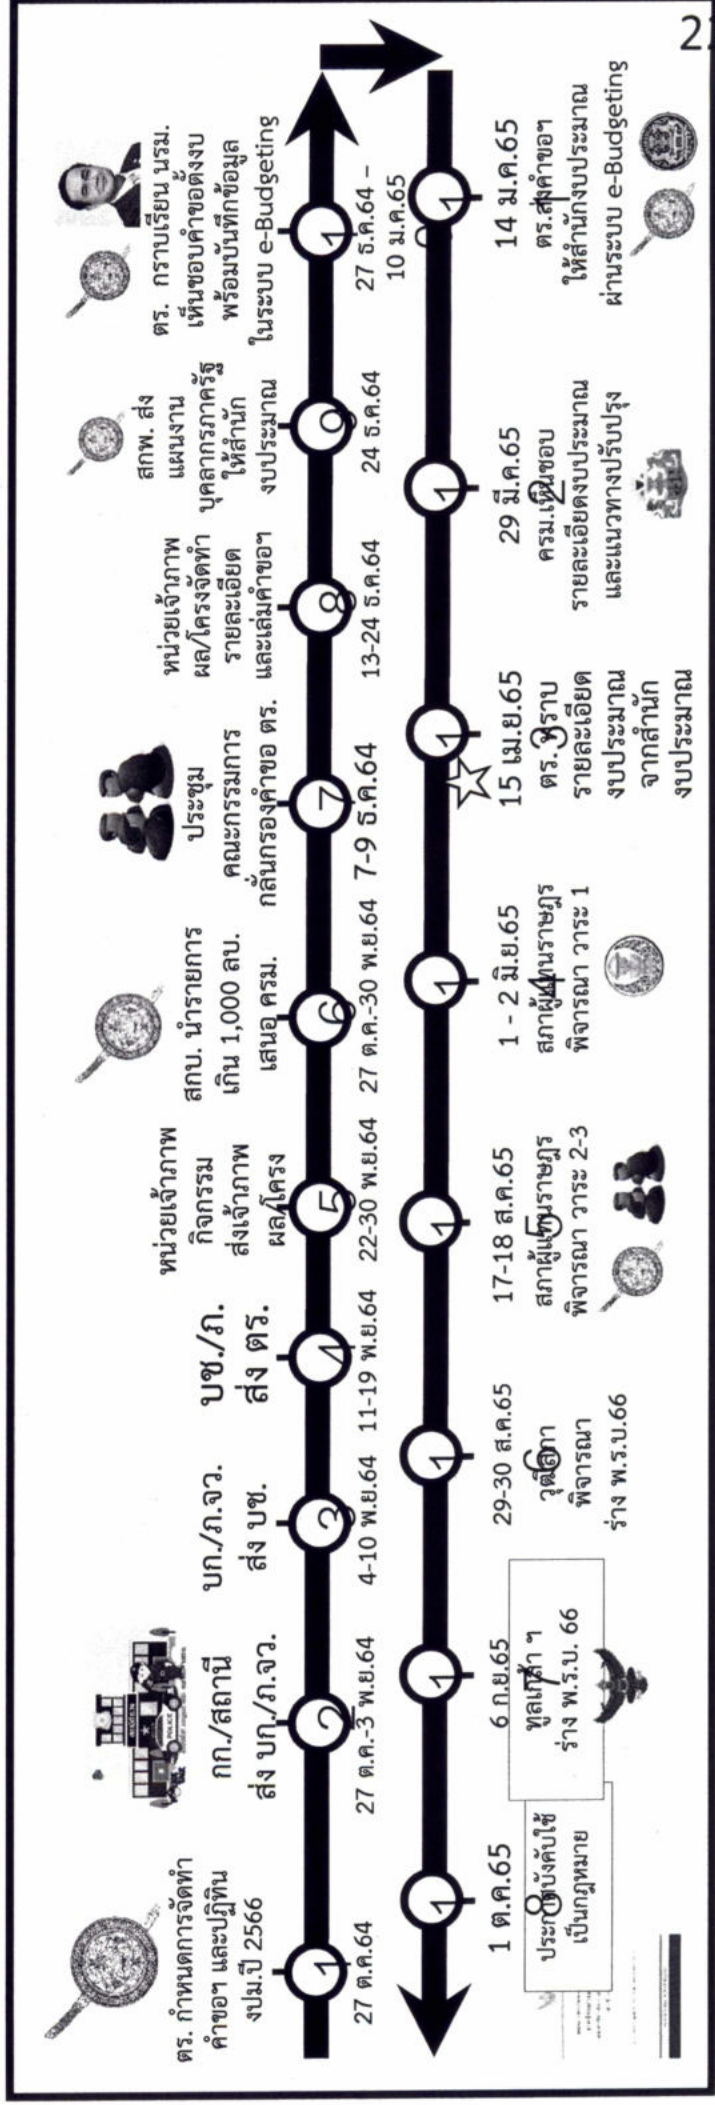 22
ตร. กำหนดการจัดทำ
คำขอฯ และปฏิทิน
งปม.ปี 2566
1
27 ต.ค.64
กก./สถานี
ส่ง บก./ภ.จว.
2
27 ต.ค.-3 พ.ย.64
บก./ภ.จว.
ส่ง บช.
3
4-10 พ.ย.64
บช./ภ.
ส่ง ตร.
4
11-19 พ.ย.64
หน่วยเจ้าภาพ
กิจกรรม
ส่งเจ้าภาพ
ผล/โครง
5
22-30 พ.ย.64
สกบ. นำรายการ
เกิน 1,000 ลบ.
เสนอ ครม.
6
27 ต.ค.-30 พ.ย.64
ประชุม
คณะกรรมการ
กลั่นกรองคำขอ ตร.
7
7-9 ธ.ค.64
หน่วยเจ้าภาพ
ผล/โครงจัดทำ
รายละเอียด
และเล่มคำขอฯ
8
13-24 ธ.ค.64
สกพ. ส่ง
แผนงาน
บุคลากรภาครัฐ
ให้สำนัก
งบประมาณ
9
24 ธ.ค.64
ตร. กราบเรียน นรม.
เห็นชอบคำขอตั้งงบ
พร้อมบันทึกข้อมูล
ในระบบ e-Budgeting
10
27 ธ.ค.64 –
10 ม.ค.65
11
14 ม.ค.65
ตร.ส่งคำขอฯ
ให้สำนักงบประมาณ
ผ่านระบบ e-Budgeting
12
29 มี.ค.65
ครม.เห็นชอบ
รายละเอียดงบประมาณ
และแนวทางปรับปรุง
13
15 เม.ย.65
ตร. ทราบ
รายละเอียด
งบประมาณ
จากสำนัก
งบประมาณ
14
1 - 2 มิ.ย.65
สภาผู้แทนราษฎร
พิจารณา วาระ 1
15
17-18 ส.ค.65
สภาผู้แทนราษฎร
พิจารณา วาระ 2-3
16
29-30 ส.ค.65
วุฒิสภา
พิจารณา
ร่าง พ.ร.บ.66
17
6 ก.ย.65
ทูลเกล้า ฯ
ร่าง พ.ร.บ. 66
18
1 ต.ค.65
ประกาศบังคับใช้
เป็นกฎหมาย